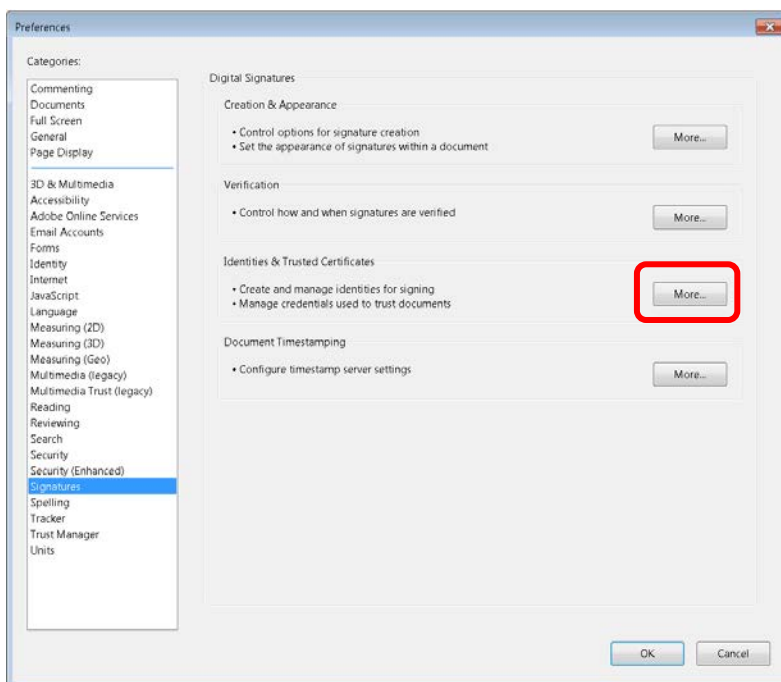 Preferences
Categories:
Commenting
Documents
Full Screen
General
Page Display
3D & Multimedia
Accessibility
Adobe Online Services
Email Accounts
Forms
Identity
Internet
JavaScript
Language
Measuring (2D)
Measuring (3D)
Measuring (Geo)
Multimedia (legacy)
Multimedia Trust (legacy)
Reading
Reviewing
Search
Security
Security (Enhanced)
Signatures
Spelling
Tracker
Trust Manager
Units
Digital Signatures
Creation & Appearance
• Control options for signature creation
• Set the appearance of signatures within a document
More...
Verification
• Control how and when signatures are verified
More...
Identities & Trusted Certificates
• Create and manage identities for signing
• Manage credentials used to trust documents
More...
Document Timestamping
• Configure timestamp server settings
More...
OK
Cancel